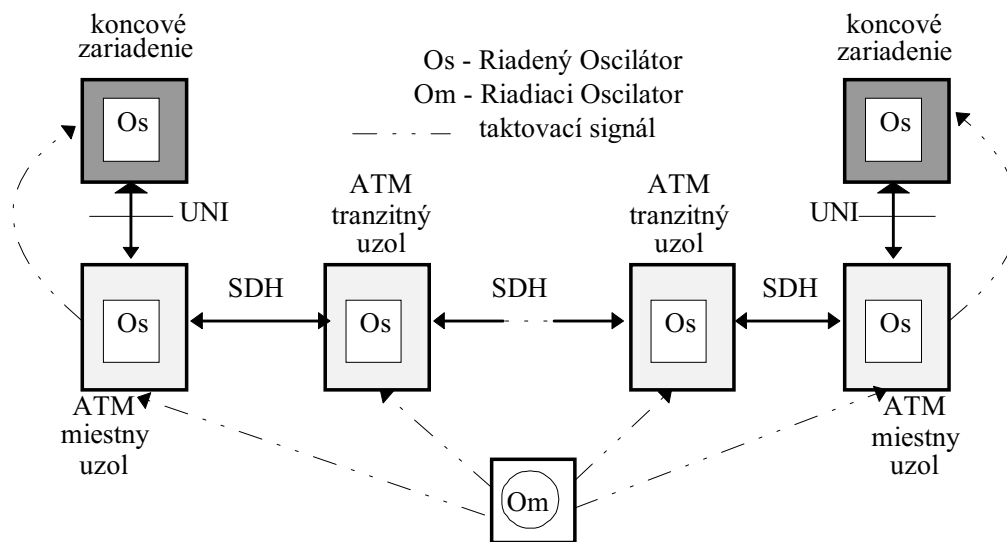 koncové
zariadenie
koncové
zariadenie
Os - Riadený Oscilátor
Om - Riadiaci Oscilator
taktovací signál
Os
Os
UNI
ATM
tranzitný
uzol
ATM
tranzitný
uzol
UNI
SDH
SDH
SDH
Os
Os
Os
Os
ATM
miestny
uzol
ATM
miestny
uzol
Om